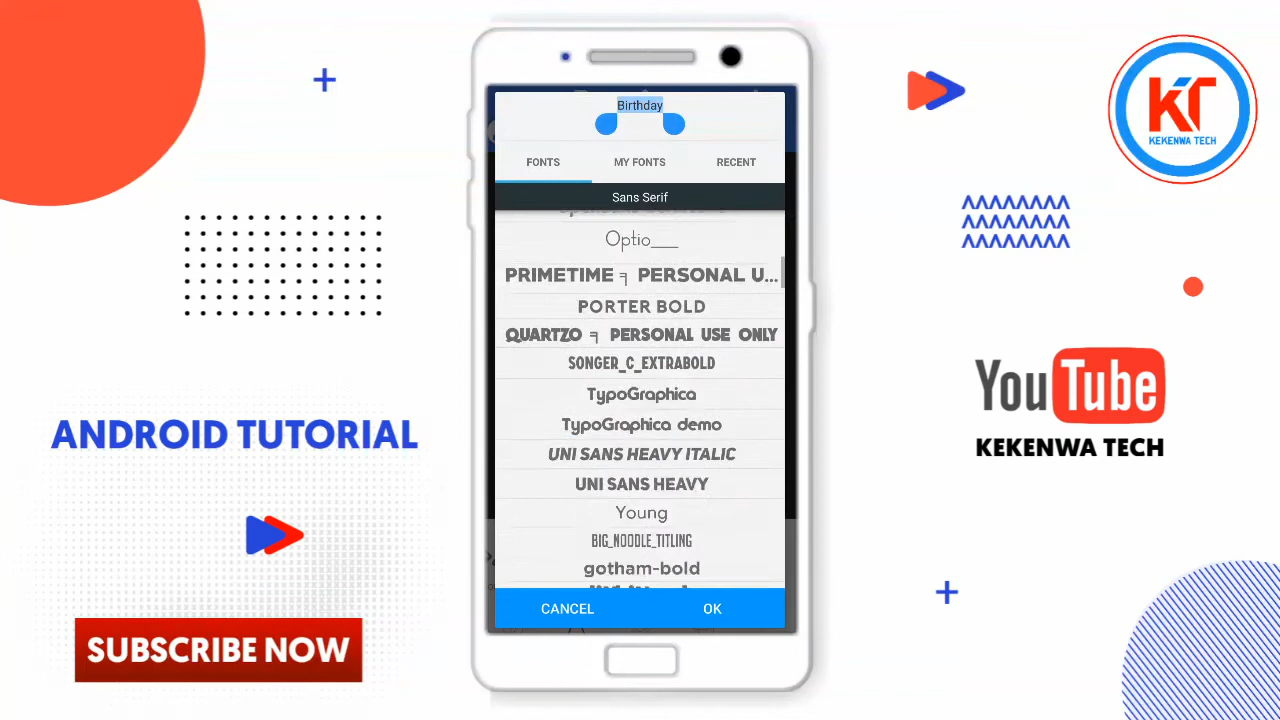 Birthday
FONTS
MY FONTS
RECENT
Sans Serif
Optio___
PRIMETIME ╕ PERSONAL U...
PORTER BOLD
QUARTZO ╕ PERSONAL USE ONLY
SONGER_C_EXTRABOLD
TypoGraphica
TypoGraphica demo
UNI SANS HEAVY ITALIC
UNI SANS HEAVY
Young
BIG_NOODLE_TITLING
gotham-bold
CANCEL
OK
ANDROID TUTORIAL
SUBSCRIBE NOW
KT
KEKENWA TECH
YouTube
KEKENWA TECH